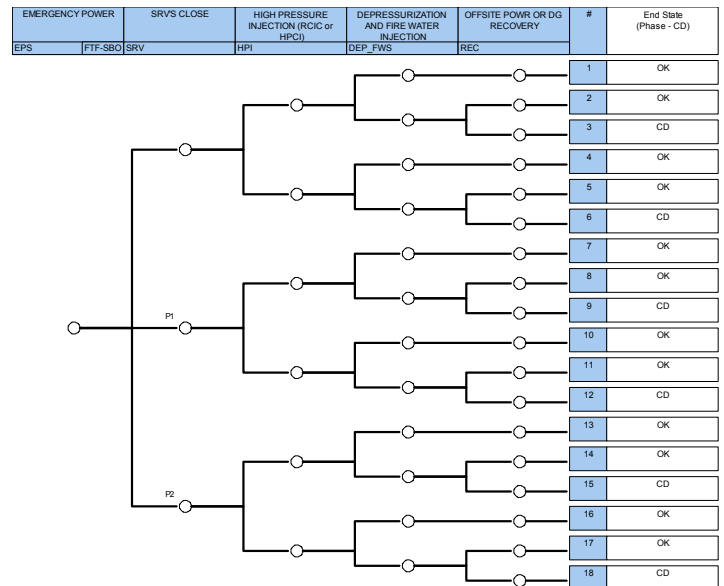 EMERGENCY POWER
SRV'S CLOSE
HIGH PRESSURE
INJECTION (RCIC or
HPCI)
DEPRESSURIZATION
AND FIRE WATER
INJECTION
OFFSITE POWR OR DG
RECOVERY
#
End State
(Phase - CD)
EPS
FTF-SBO
SRV
HPI
DEP_FWS
REC
1 OK
2 OK
3 CD
4 OK
5 OK
6 CD
7 OK
8 OK
9 CD
P1
10 OK
11 OK
12 CD
13 OK
14 OK
15 CD
P2
16 OK
17 OK
18 CD